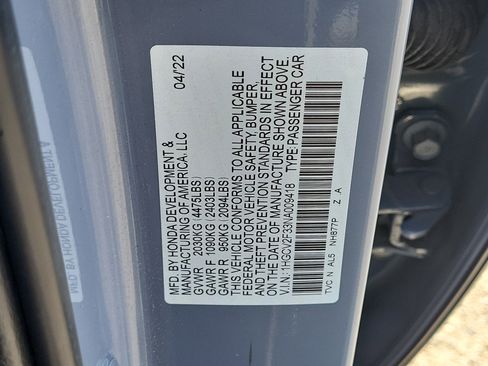 MFD. BY HONDA DEVELOPMENT &
MANUFACTURING OF AMERICA, LLC 04/22
GVWR 2030KG (4475LBS)
GAWR F 1090KG (2403LBS)
GAWR R 0950KG (2094LBS)
THIS VEHICLE CONFORMS TO ALL APPLICABLE
FEDERAL MOTOR VEHICLE SAFETY, BUMPER,
AND THEFT PREVENTION STANDARDS IN EFFECT
ON THE DATE OF MANUFACTURE SHOWN ABOVE.
V.I.N.: 1HGCV2F33NA009418 TYPE: PASSENGER CAR
TVC N AL5 NH877P Z A